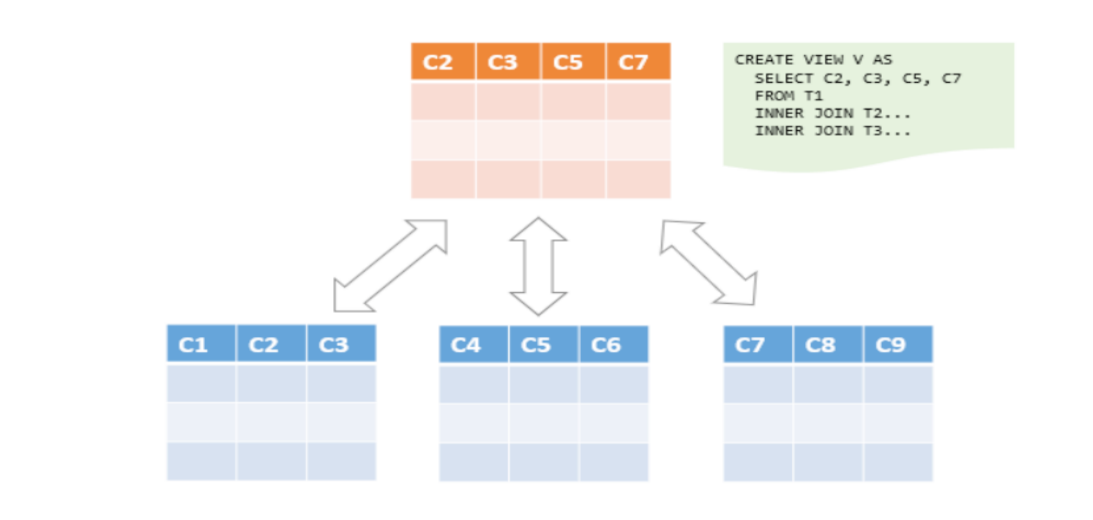 C2 C3 C5 C7
CREATE VIEW V AS
SELECT C2, C3, C5, C7
FROM T1
INNER JOIN T2...
INNER JOIN T3...
C1 C2 C3
C4 C5 C6
C7 C8 C9